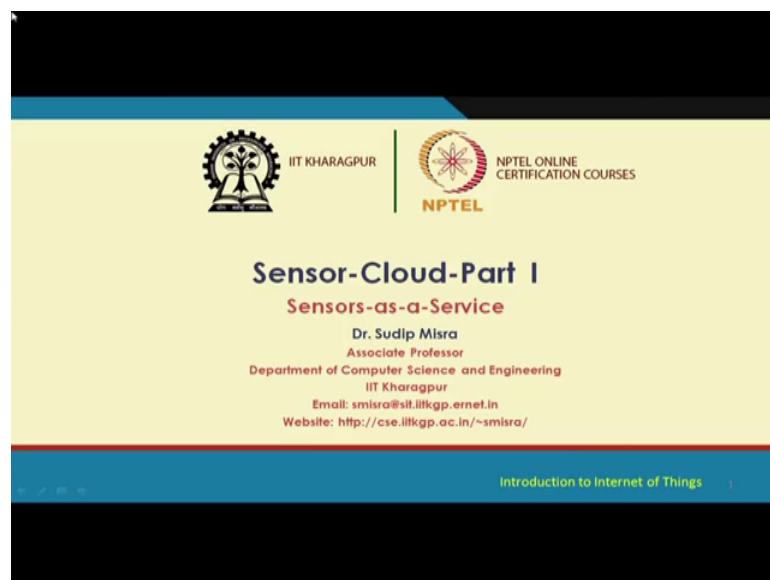 IIT KHARAGPUR
NPTEL ONLINE
CERTIFICATION COURSES
NPTEL
Sensor-Cloud-Part I
Sensors-as-a-Service
Dr. Sudip Misra
Associate Professor
Department of Computer Science and Engineering
IIT Kharagpur
Email: smisra@sit.iitkgp.ernet.in
Website: http://cse.iitkgp.ac.in/~smisra/
Introduction to Internet of Things
1